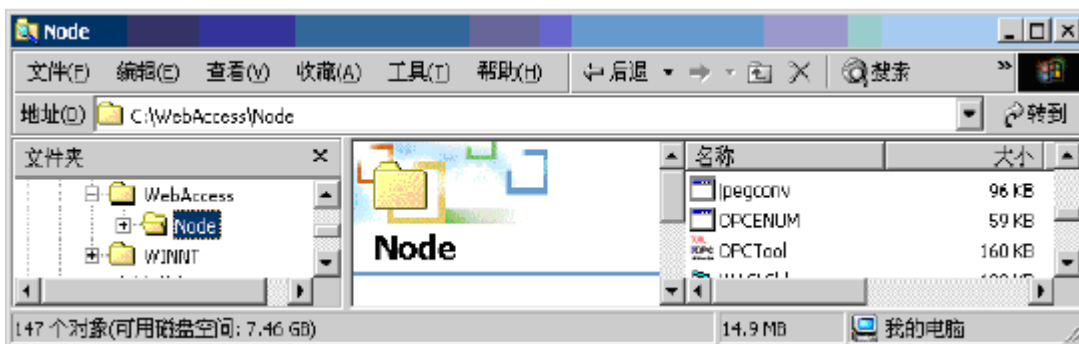 Node
文件(F) 编辑(E) 查看(V) 收藏(A) 工具(T) 帮助(H) 后退 搜索 »
地址(D) C:\WebAccess\Node 转到
文件夹 × 名称 大小
WebAccess
Node
WINNT
Node
jpegconv 96 KB
OPCENUM 59 KB
OPCTool 160 KB
147 个对象(可用磁盘空间: 7.46 GB) 14.9 MB 我的电脑